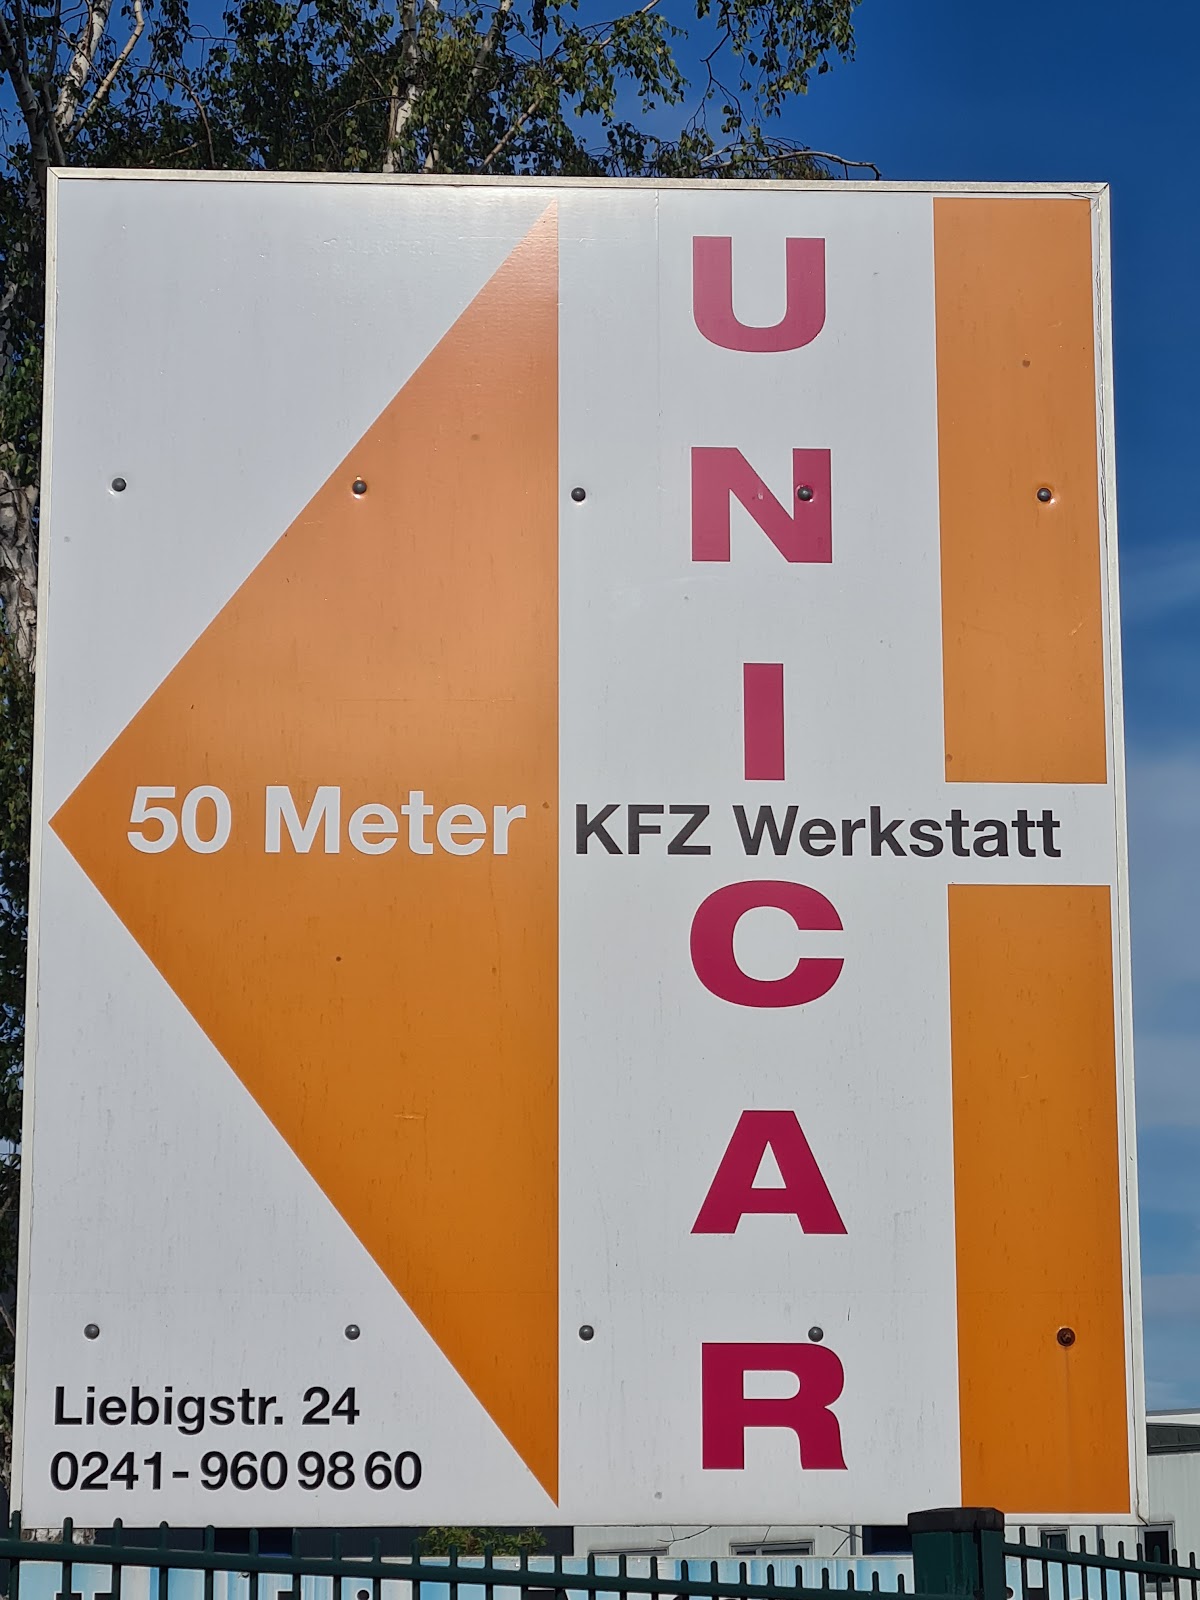 UNICAR
50 Meter
KFZ Werkstatt
Liebigstr. 24
0241-960 98 60